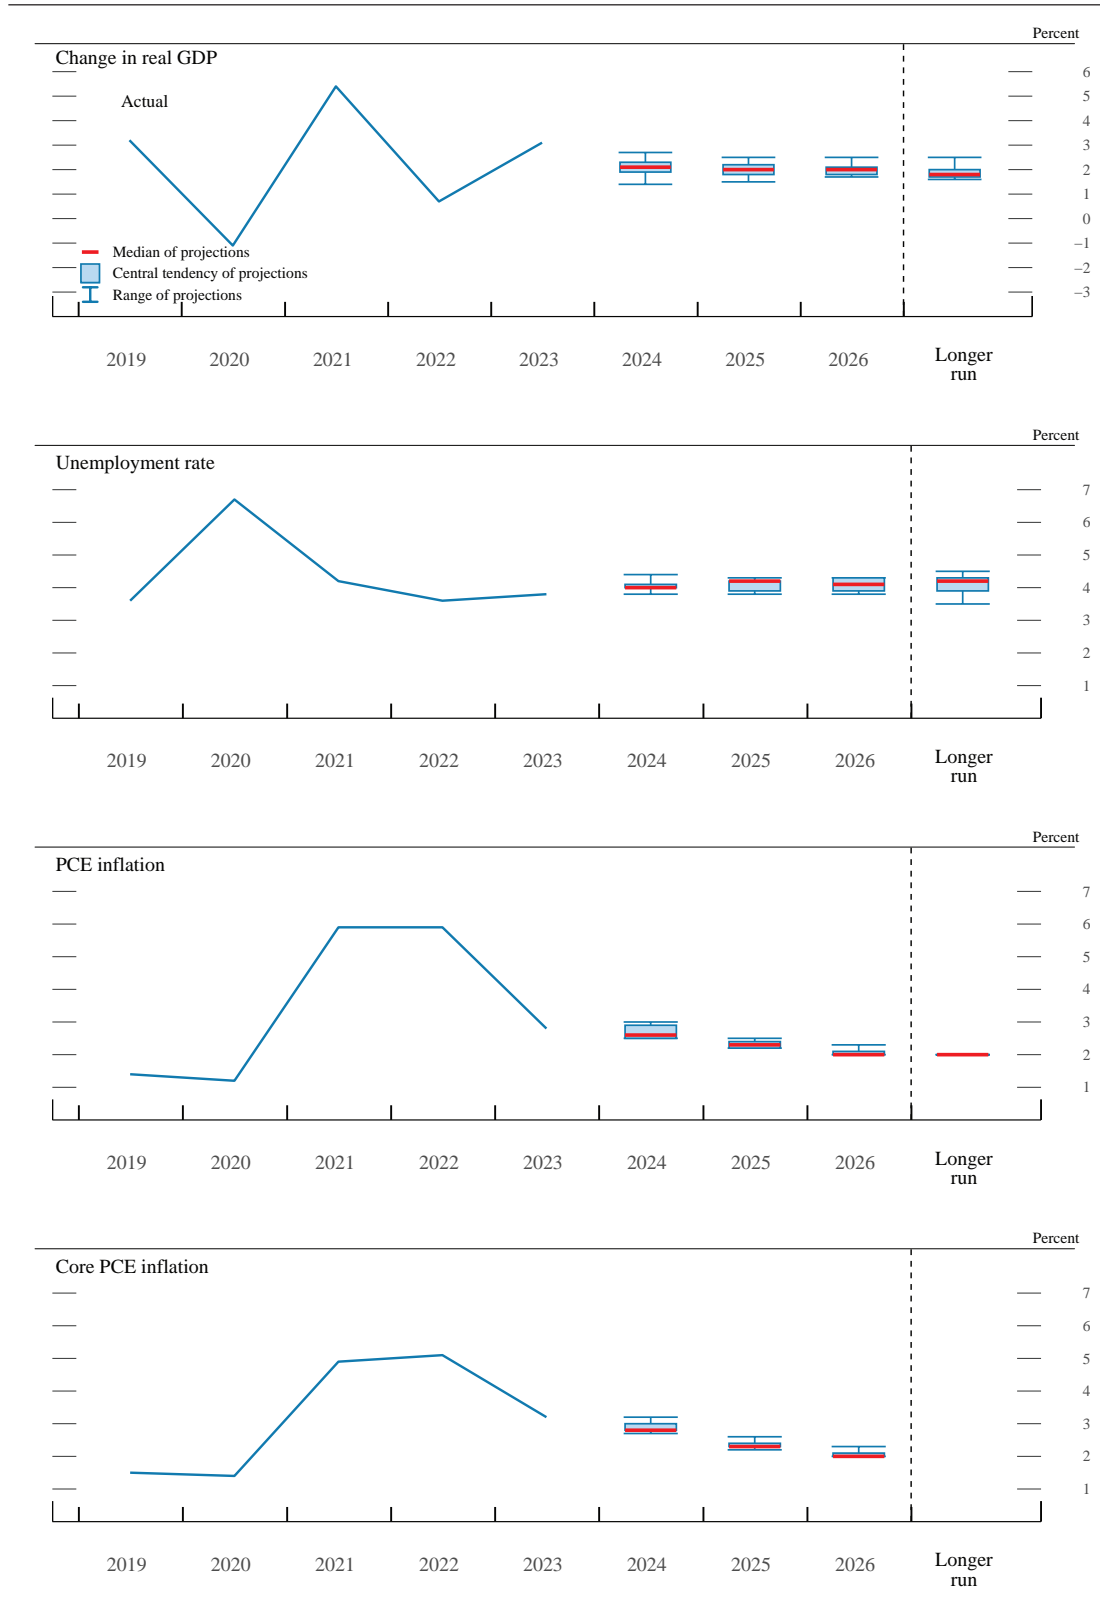 Percent
Change in real GDP
6
Actual
5
4
3
2
1
0
−1
Median of projections
−2
Central tendency of projections
−3
Range of projections
2019 2020 2021 2022 2023 2024 2025 2026 Longer
run
Percent
Unemployment rate
7
6
5
4
3
2
1
2019 2020 2021 2022 2023 2024 2025 2026 Longer
run
Percent
PCE inflation
7
6
5
4
3
2
1
2019 2020 2021 2022 2023 2024 2025 2026 Longer
run
Percent
Core PCE inflation
7
6
5
4
3
2
1
2019 2020 2021 2022 2023 2024 2025 2026 Longer
run